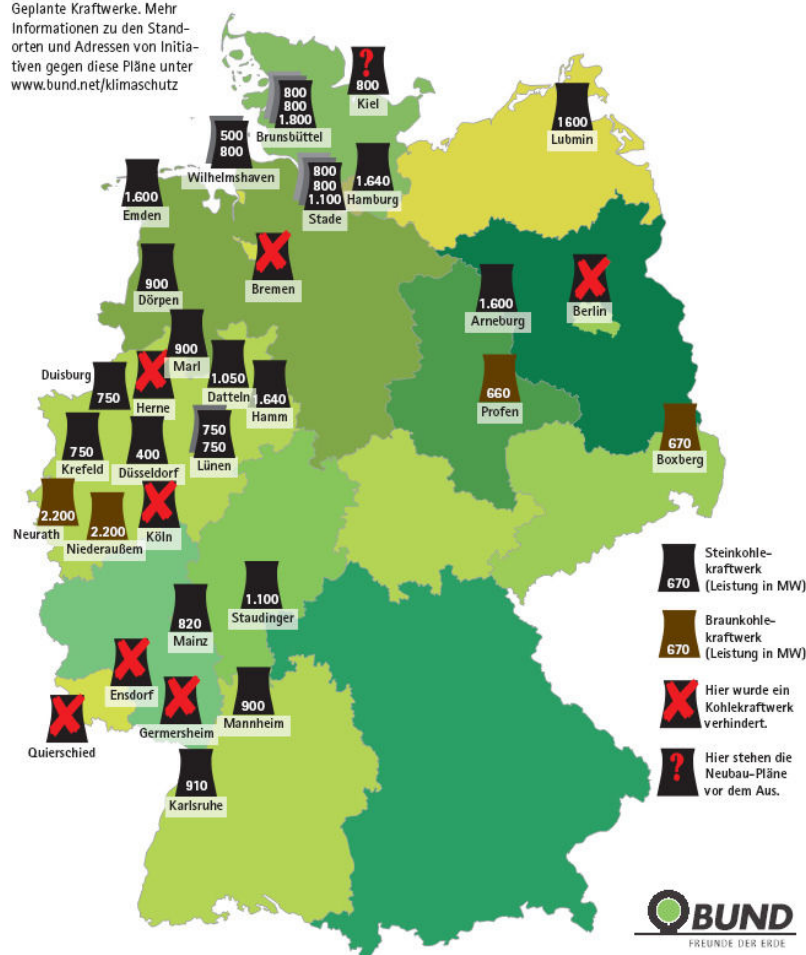 Geplante Kraftwerke. Mehr
Informationen zu den Stand-
orten und Adressen von Initia-
tiven gegen diese Pläne unter
www.bund.net/klimaschutz
?
800
Kiel
800
800
1.800
Brunsbüttel
1600
Lubmin
500
800
Wilhelmshaven
800
800
1.100
Stade
1.640
Hamburg
1.600
Emden
Bremen
900
Dörpen
1.600
Arneburg
Berlin
900
Marl
Duisburg
750
Herne
1.050
Datteln
1.640
Hamm
660
Profen
670
Boxberg
750
Krefeld
400
Düsseldorf
750
750
Lünen
2.200
Neurath
2.200
Niederaußem
Köln
1.100
Staudinger
820
Mainz
Ensdorf
Quierschied
Germersheim
900
Mannheim
910
Karlsruhe
670
Steinkohle-
kraftwerk
(Leistung in MW)
670
Braunkohle-
kraftwerk
(Leistung in MW)
Hier wurde ein
Kohlekraftwerk
verhindert.
?
Hier stehen die
Neubau-Pläne
vor dem Aus.
BUND
FREUNDE DER ERDE